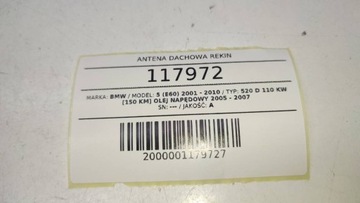 ANTENA DACHOWA REKIN
117972
MARKA: BMW / MODEL: 5 (E60) 2001 - 2010 / TYP: 520 D 110 KW
[150 KM] OLEJ NAPĘDOWY 2005 - 2007
SN: --- / JAKOŚĆ: A
2000001179727